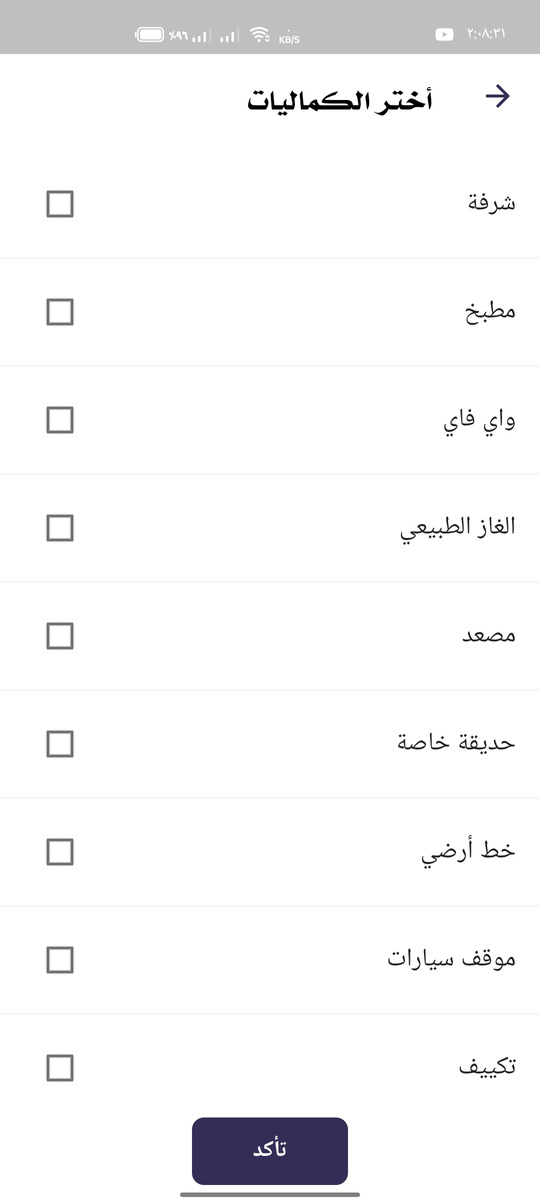 ٢:٠٨:٣١
KB/S ٪٩٦
أختر الكماليات
شرفة
مطبخ
واي فاي
الغاز الطبيعي
مصعد
حديقة خاصة
خط أرضي
موقف سيارات
تكييف
تأكد